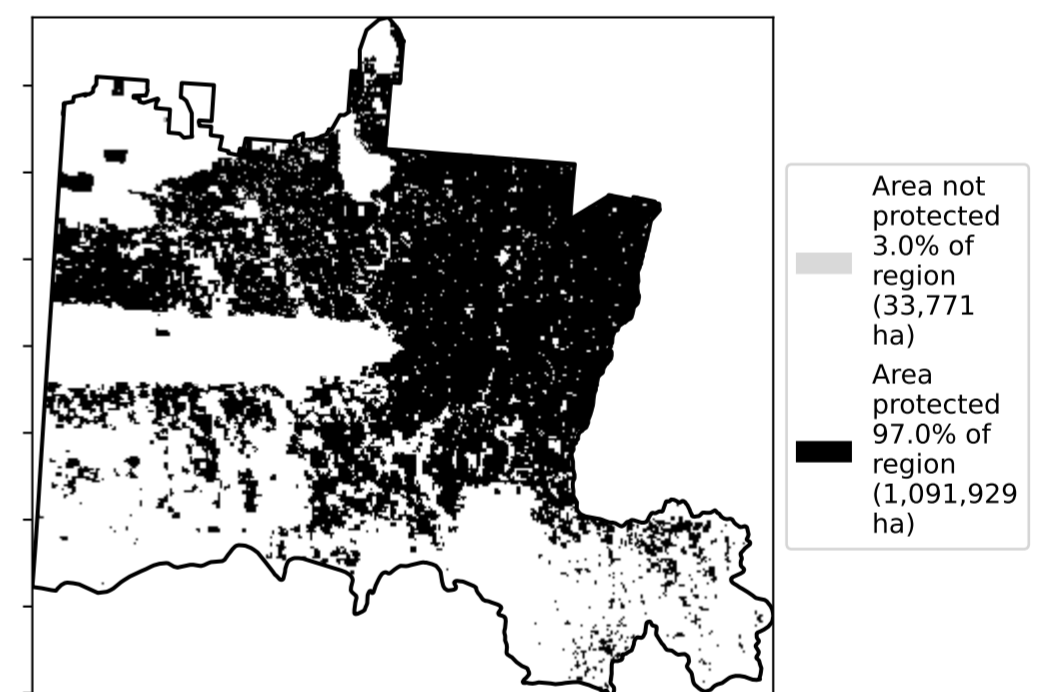 Area not
protected
3.0% of
region
(33,771
ha)
Area
protected
97.0% of
region
(1,091,929
ha)